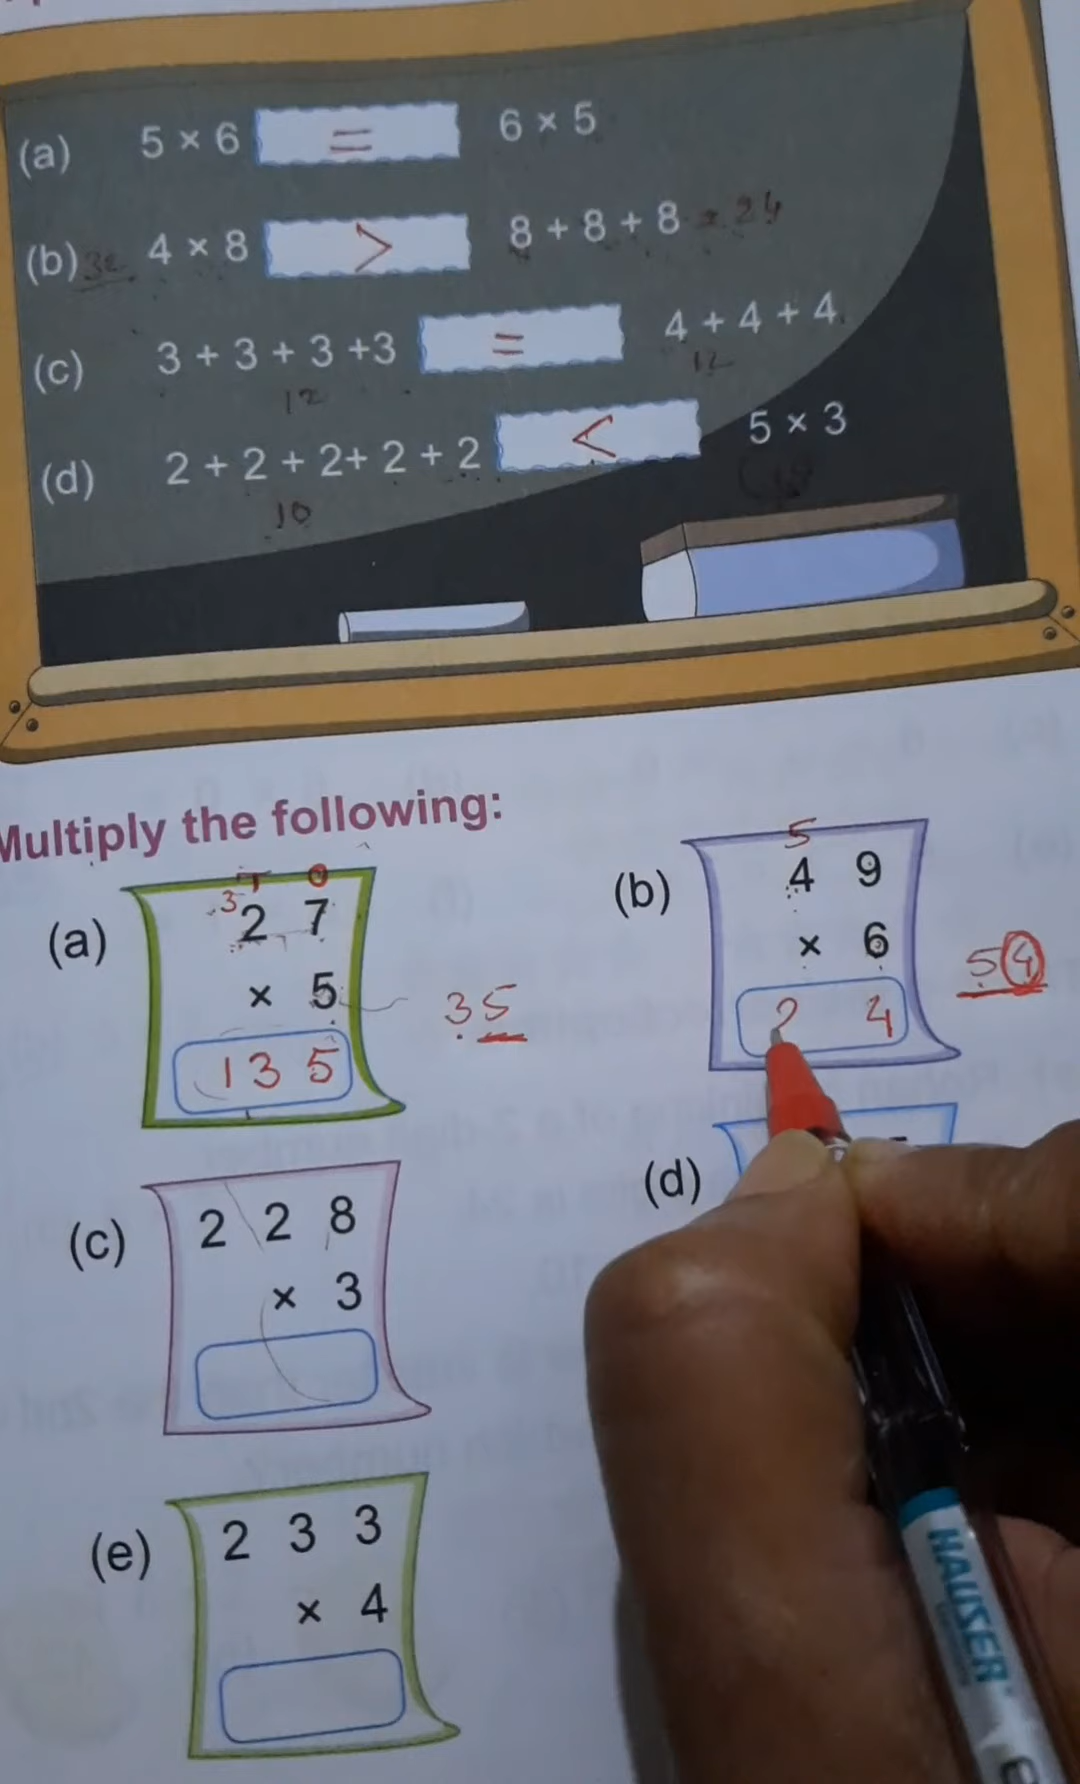 (a) 5 × 6 = 6 × 5
(b) 32 4 × 8 > 8 + 8 + 8 = 24
(c) 3 + 3 + 3 +3 = 4 + 4 + 4
12 12
(d) 2 + 2 + 2+ 2 + 2 < 5 × 3
10
Multiply the following:
(a)
T O
3
2 7
× 5
35
135
(b)
5
4 9
× 6
54
2 4
(c)
2 2 8
× 3
(d)
(e)
2 3 3
× 4
HAUSER